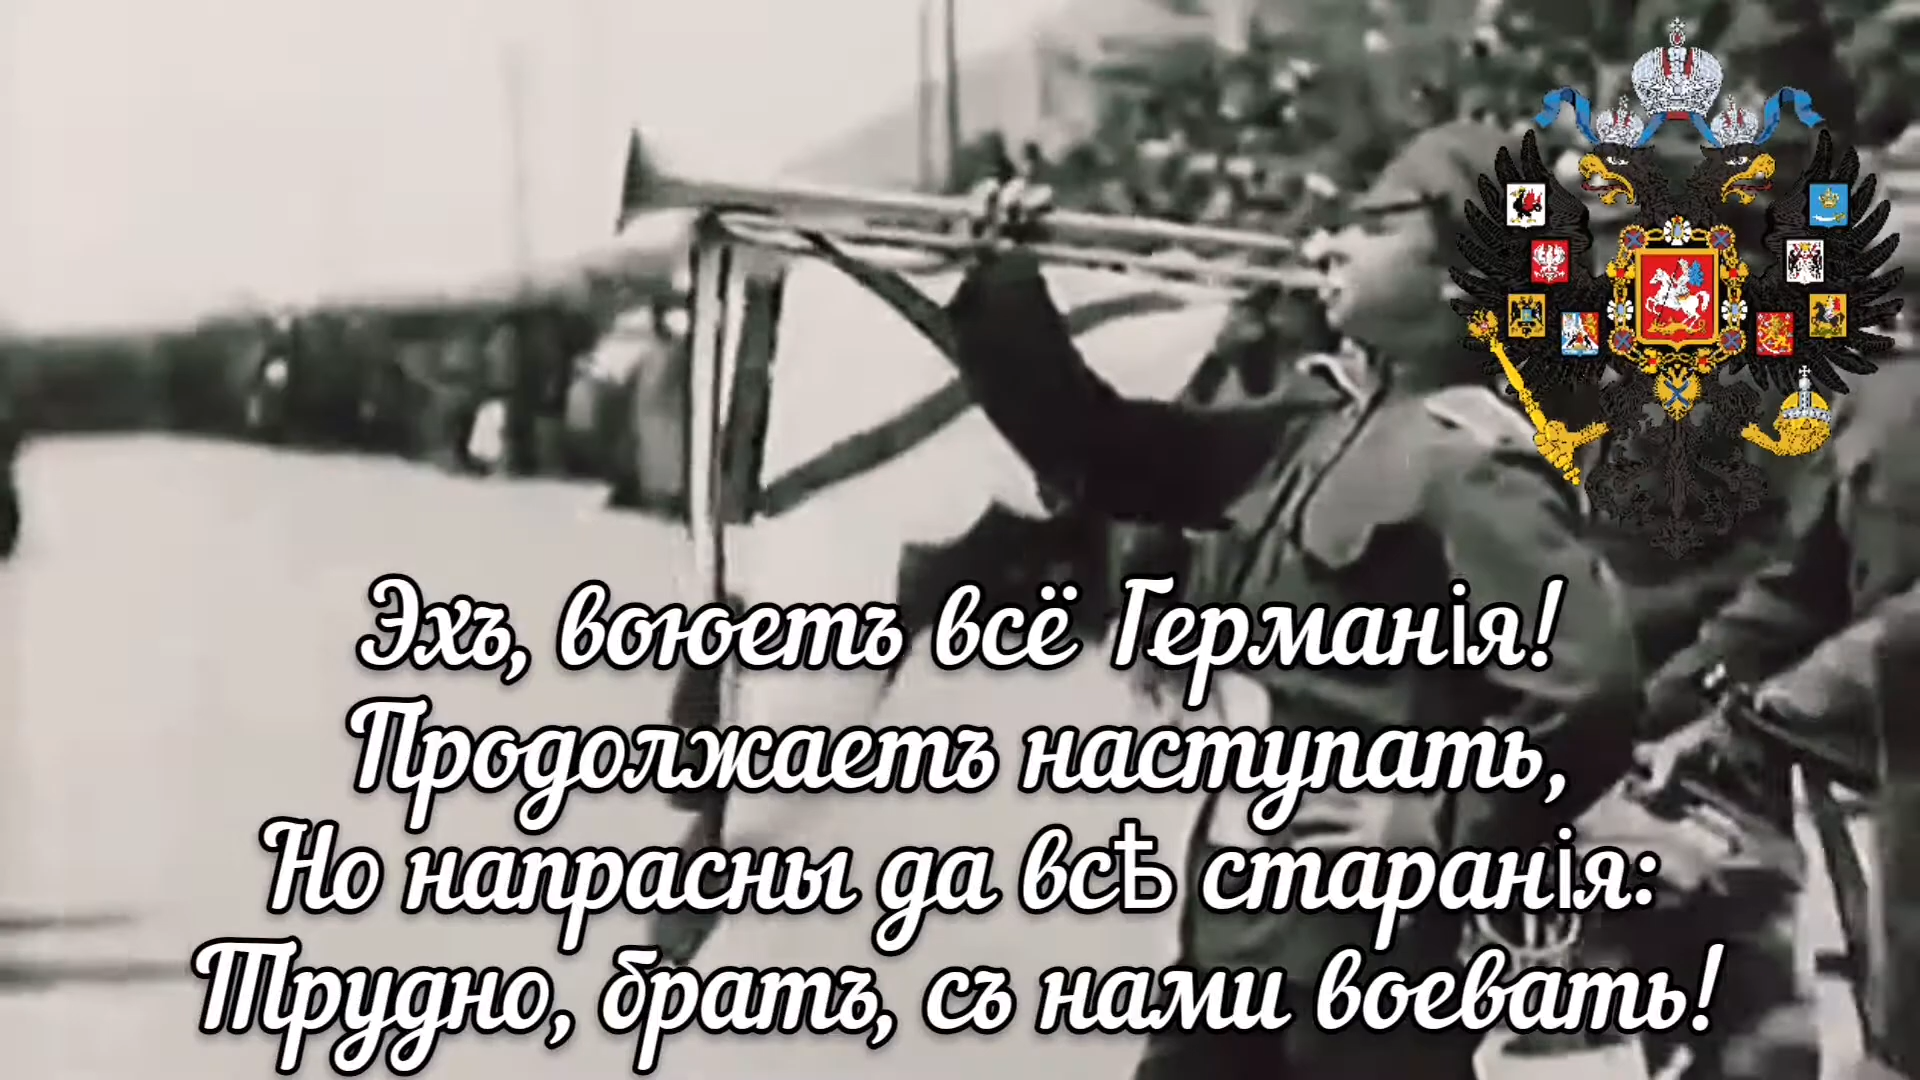 Эхъ, воюетъ всё Германія!
Продолжаетъ наступать,
Но напрасны да всѣ старанія:
Трудно, братъ, съ нами воевать!